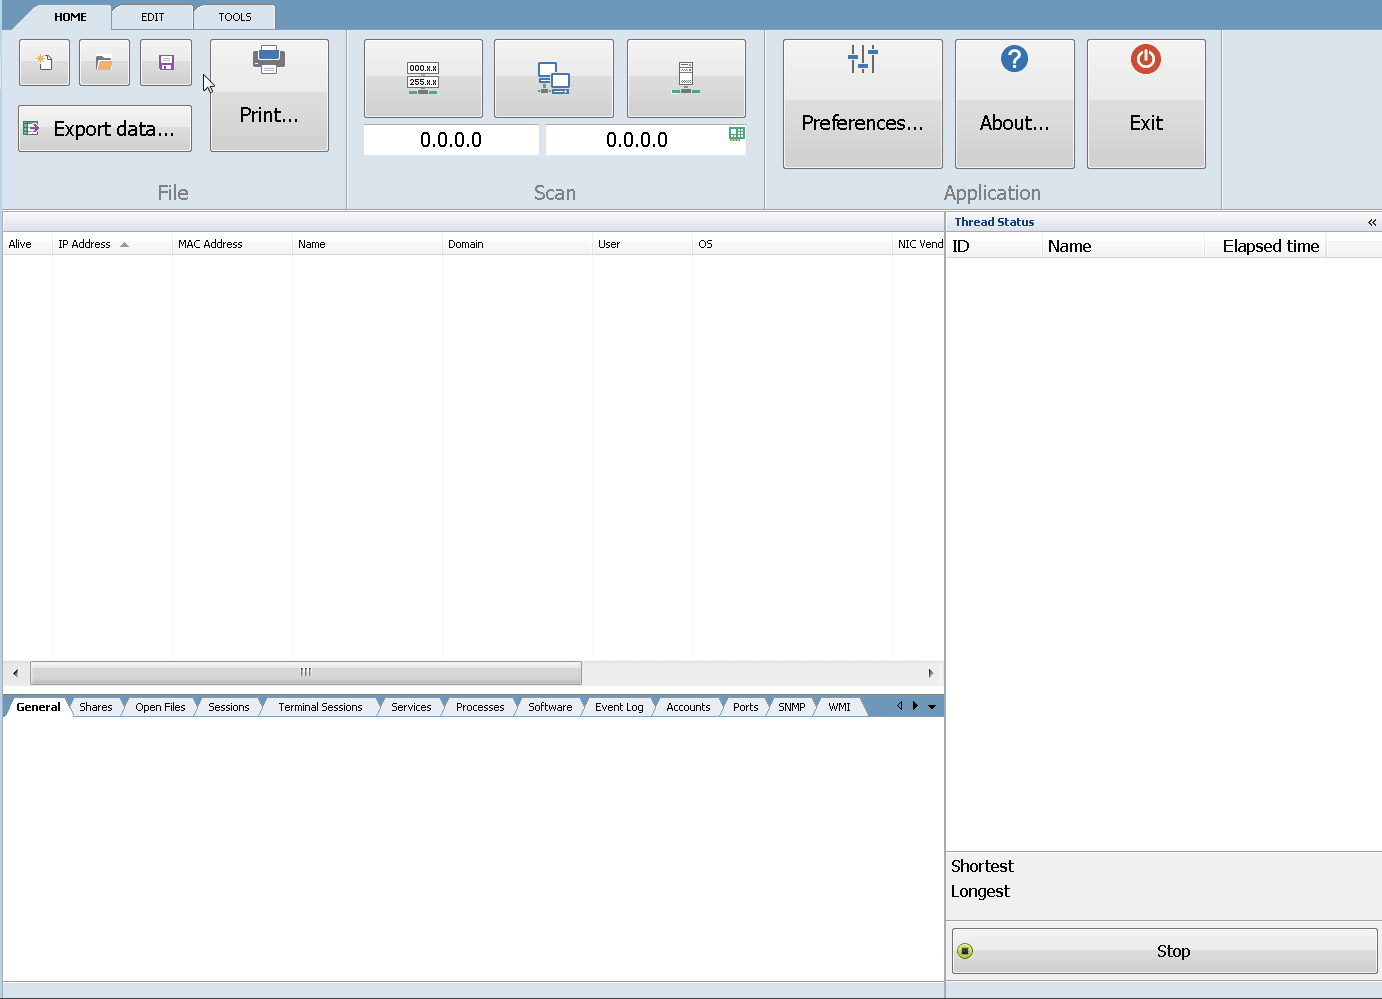 HOME EDIT TOOLS
000.x.x
255.x.x
Export data...
Print...
0.0.0.0 0.0.0.0
Preferences... About... Exit
File Scan Application
Thread Status
Alive IP Address MAC Address Name Domain User OS NIC Vend
ID Name Elapsed time
General Shares Open Files Sessions Terminal Sessions Services Processes Software Event Log Accounts Ports SNMP WMI
Shortest
Longest
Stop